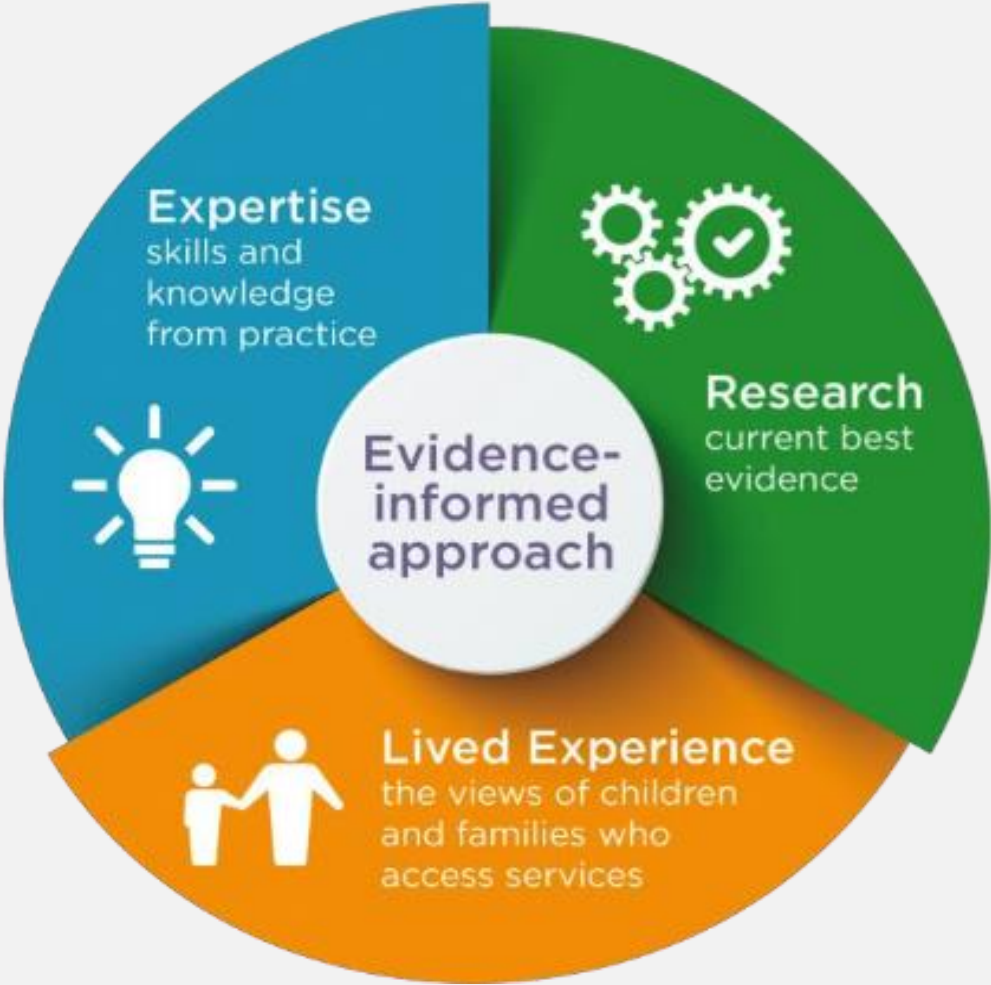 Expertise
skills and
knowledge
from practice
Research
current best
evidence
Evidence-
informed
approach
Lived Experience
the views of children
and families who
access services